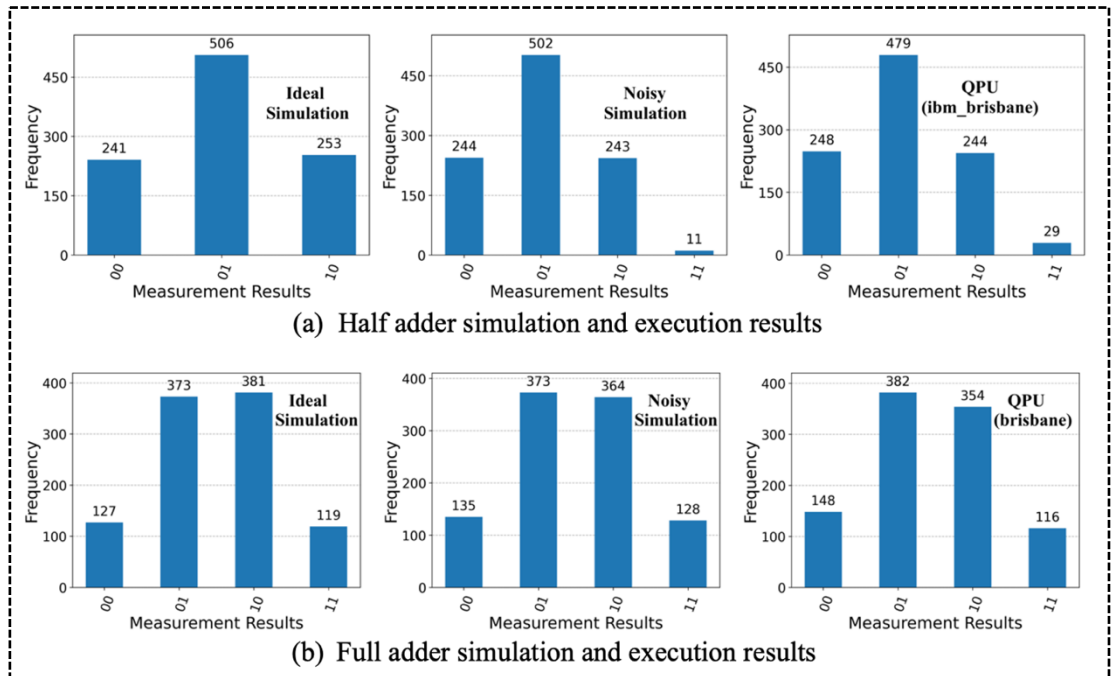 506
450
Ideal
Simulation
300
241
253
150
0
Frequency
00
01
10
Measurement Results
502
450
Noisy
Simulation
300
244
243
150
11
0
Frequency
00
01
10
11
Measurement Results
479
450
QPU
(ibm_brisbane)
300
248
244
150
29
0
Frequency
00
01
10
11
Measurement Results
(a) Half adder simulation and execution results
400
373
381
Ideal
Simulation
300
200
127
119
100
0
Frequency
00
01
10
11
Measurement Results
400
373
364
Noisy
Simulation
300
200
135
128
100
0
Frequency
00
01
10
11
Measurement Results
400
382
354
QPU
(brisbane)
300
200
148
116
100
0
Frequency
00
01
10
11
Measurement Results
(b) Full adder simulation and execution results